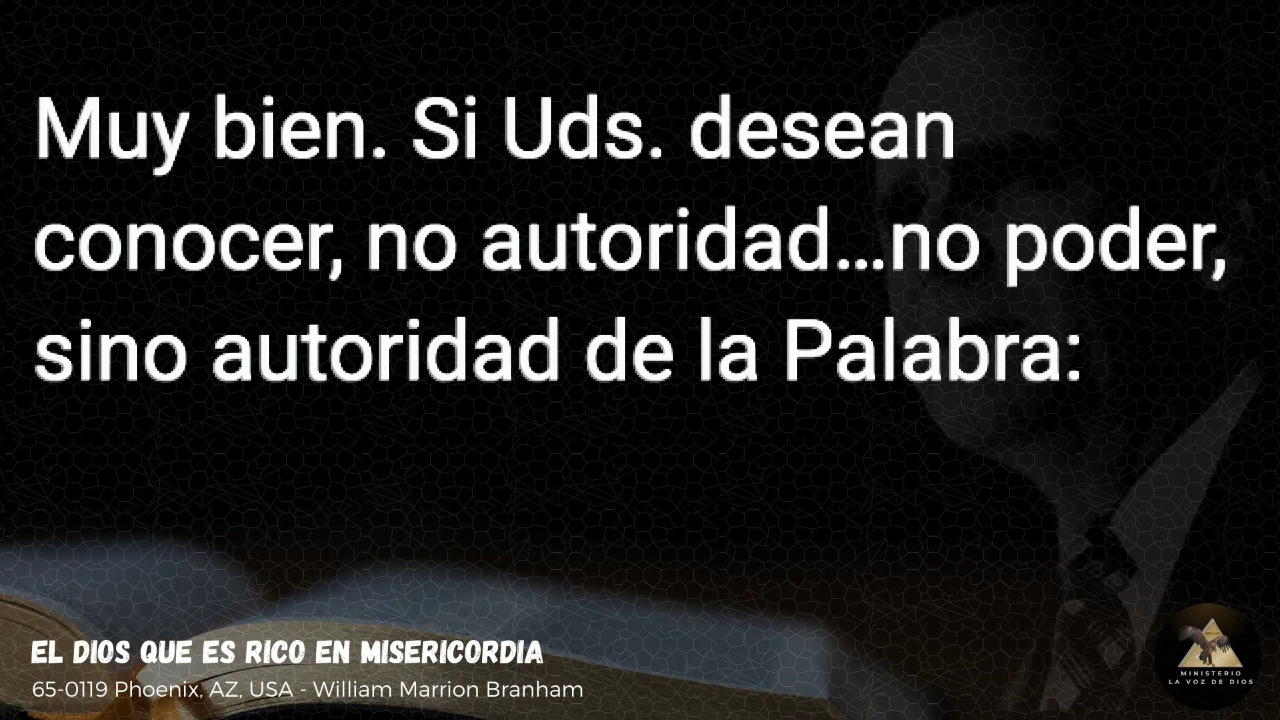 Muy bien. Si Uds. desean
conocer, no autoridad...no poder,
sino autoridad de la Palabra:
EL DIOS QUE ES RICO EN MISERICORDIA
65-0119 Phoenix, AZ, USA - William Marrion Branham
MINISTERIO
LA VOZ DE DIOS